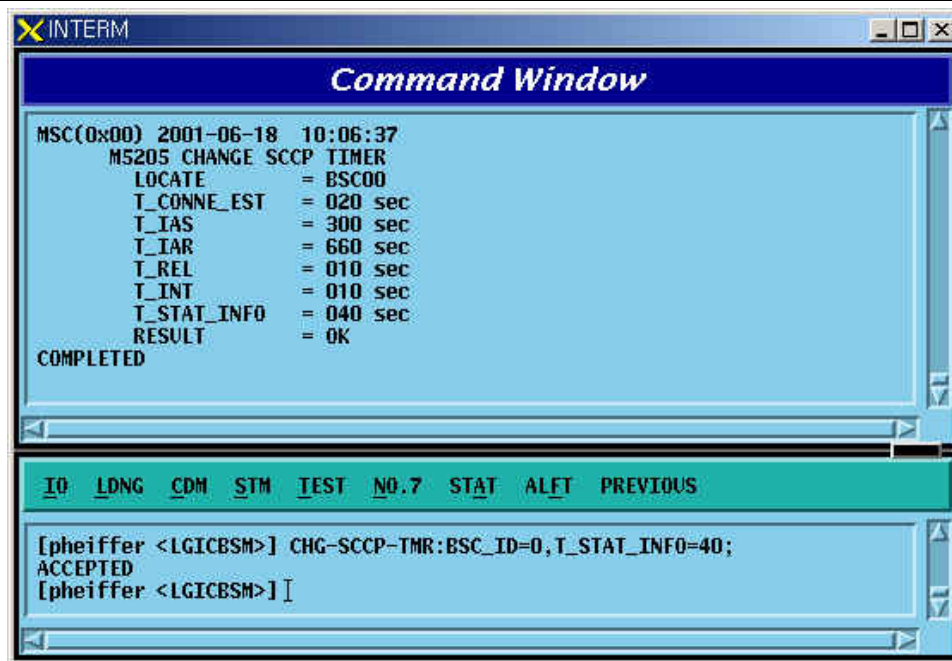 INTERM
Command Window
MSC(0x00) 2001-06-18 10:06:37
M5205 CHANGE SCCP TIMER
LOCATE = BSC00
T_CONNE_EST = 020 sec
T_IAS = 300 sec
T_IAR = 660 sec
T_REL = 010 sec
T_INT = 010 sec
T_STAT_INFO = 040 sec
RESULT = OK
COMPLETED
IO LDNG CDM STM TEST NO.7 STAT ALFT PREVIOUS
[pheiffer <LGICBSM>] CHG-SCCP-TMR:BSC_ID=0,T_STAT_INFO=40;
ACCEPTED
[pheiffer <LGICBSM>]